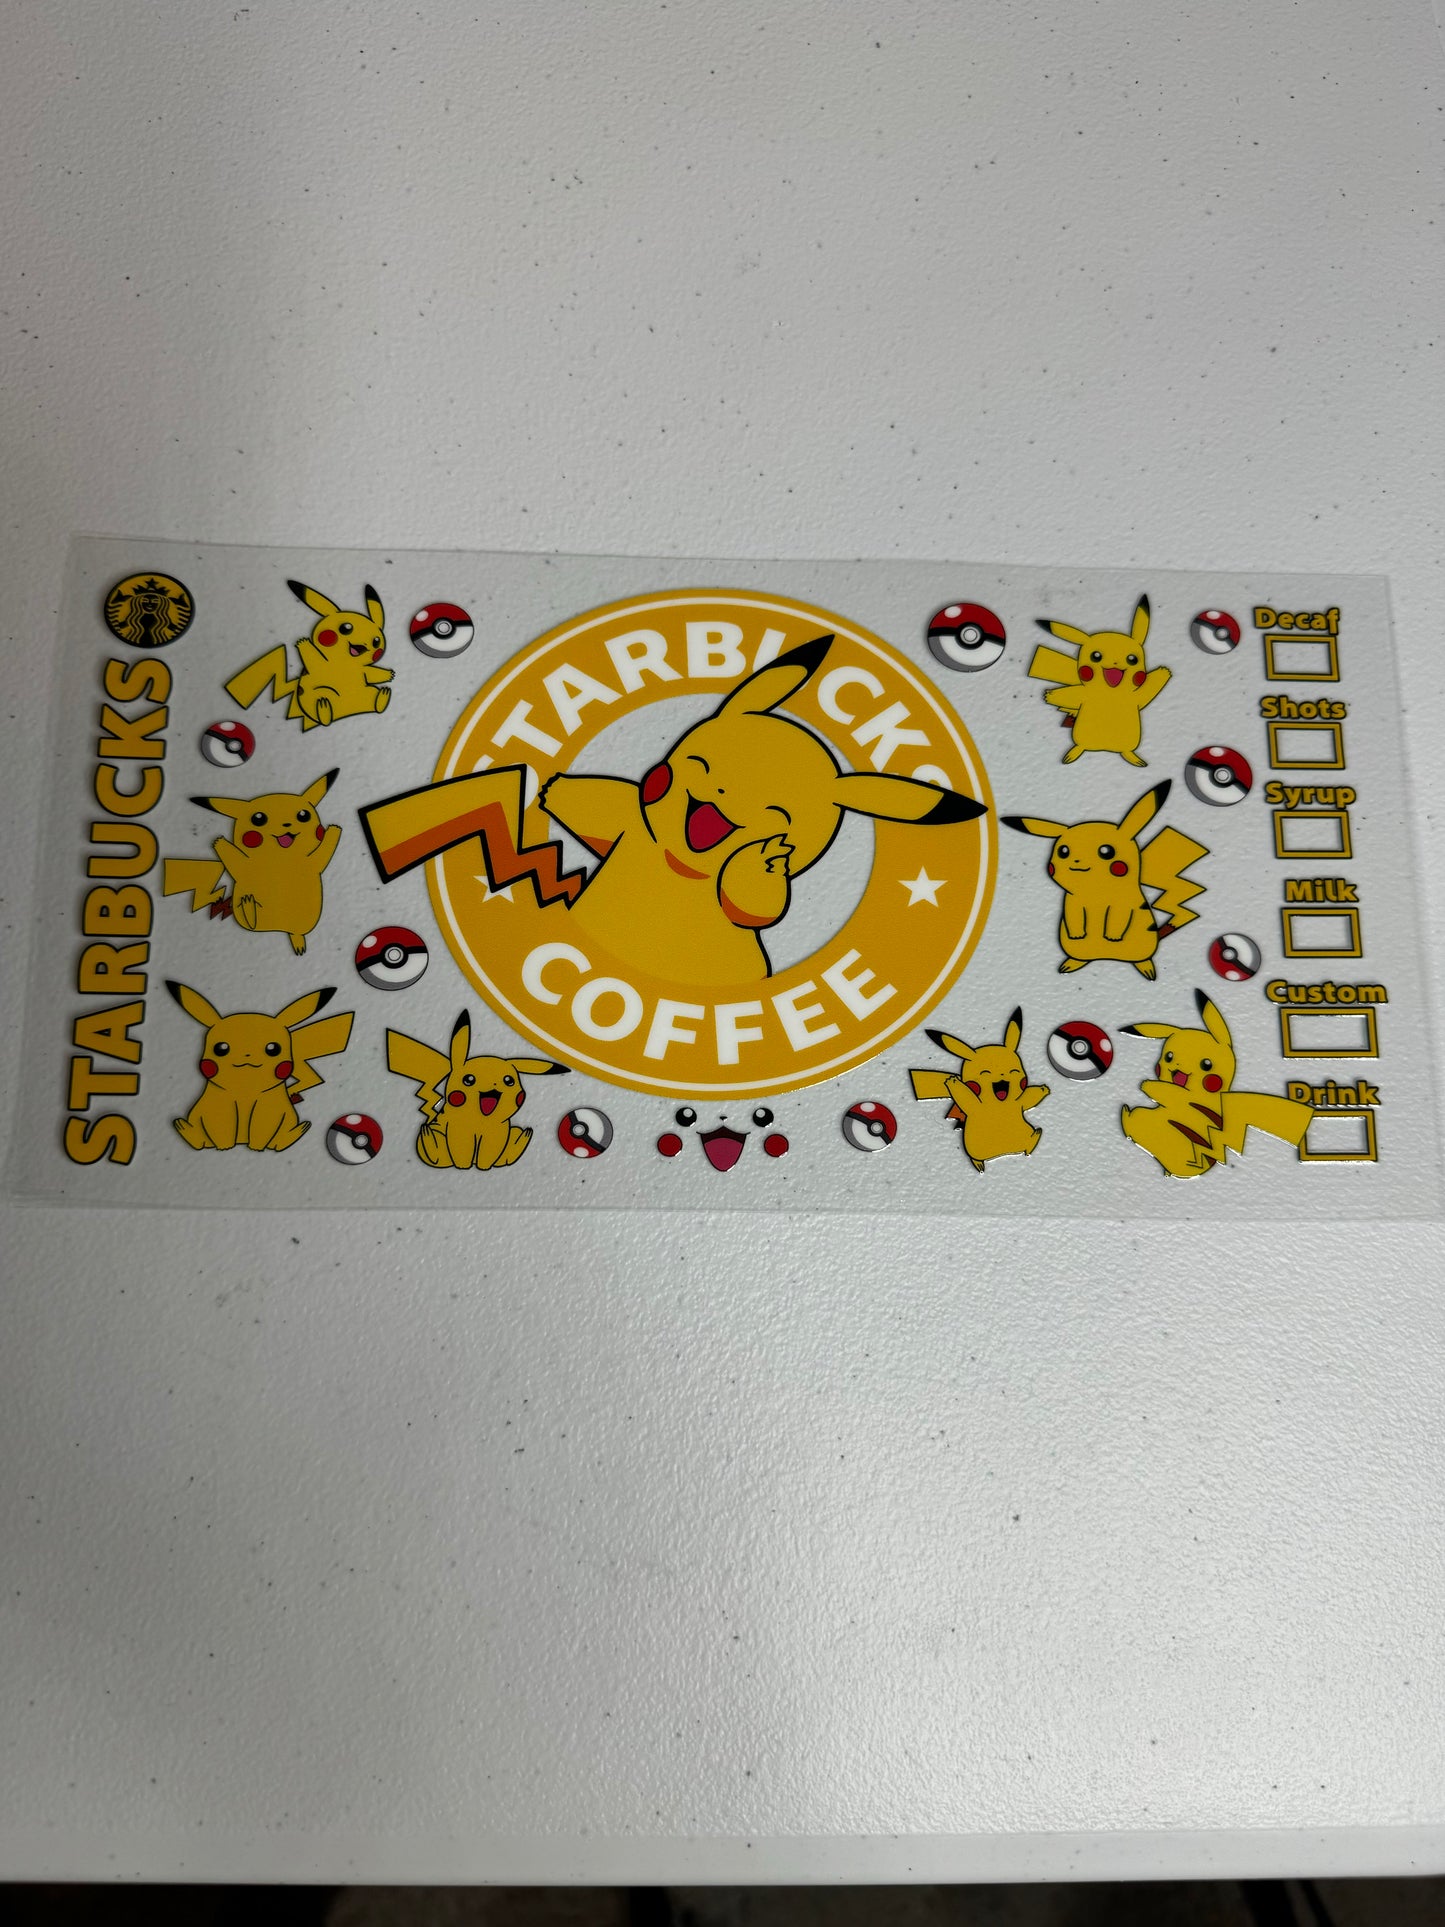 STARBUCKS
STARBUCKS
COFFEE
Decaf
Shots
Syrup
Milk
Custom
Drink